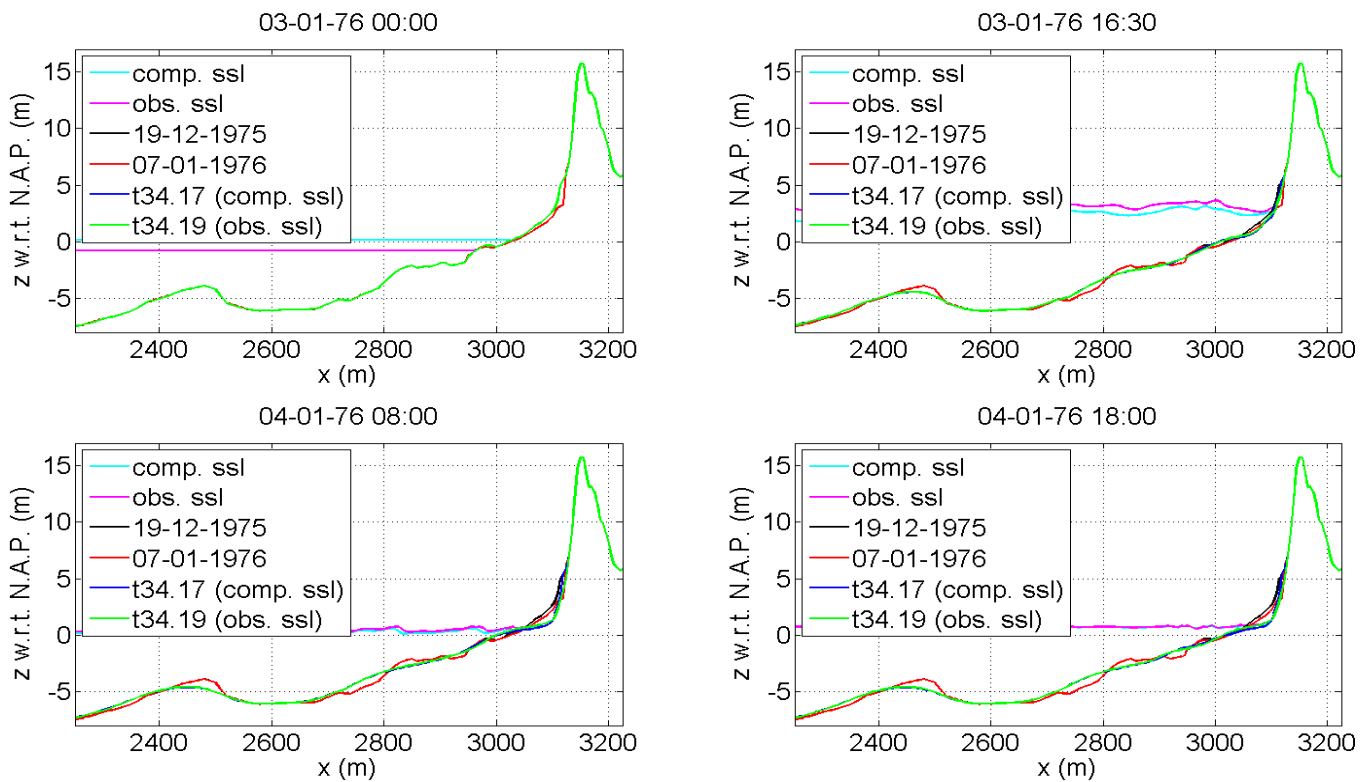 03-01-76 00:00
z w.r.t. N.A.P. (m)
15
10
5
0
-5
comp. ssl
obs. ssl
19-12-1975
07-01-1976
t34.17 (comp. ssl)
t34.19 (obs. ssl)
2400 2600 2800 3000 3200
x (m)
03-01-76 16:30
z w.r.t. N.A.P. (m)
15
10
5
0
-5
comp. ssl
obs. ssl
19-12-1975
07-01-1976
t34.17 (comp. ssl)
t34.19 (obs. ssl)
2400 2600 2800 3000 3200
x (m)
04-01-76 08:00
z w.r.t. N.A.P. (m)
15
10
5
0
-5
comp. ssl
obs. ssl
19-12-1975
07-01-1976
t34.17 (comp. ssl)
t34.19 (obs. ssl)
2400 2600 2800 3000 3200
x (m)
04-01-76 18:00
z w.r.t. N.A.P. (m)
15
10
5
0
-5
comp. ssl
obs. ssl
19-12-1975
07-01-1976
t34.17 (comp. ssl)
t34.19 (obs. ssl)
2400 2600 2800 3000 3200
x (m)